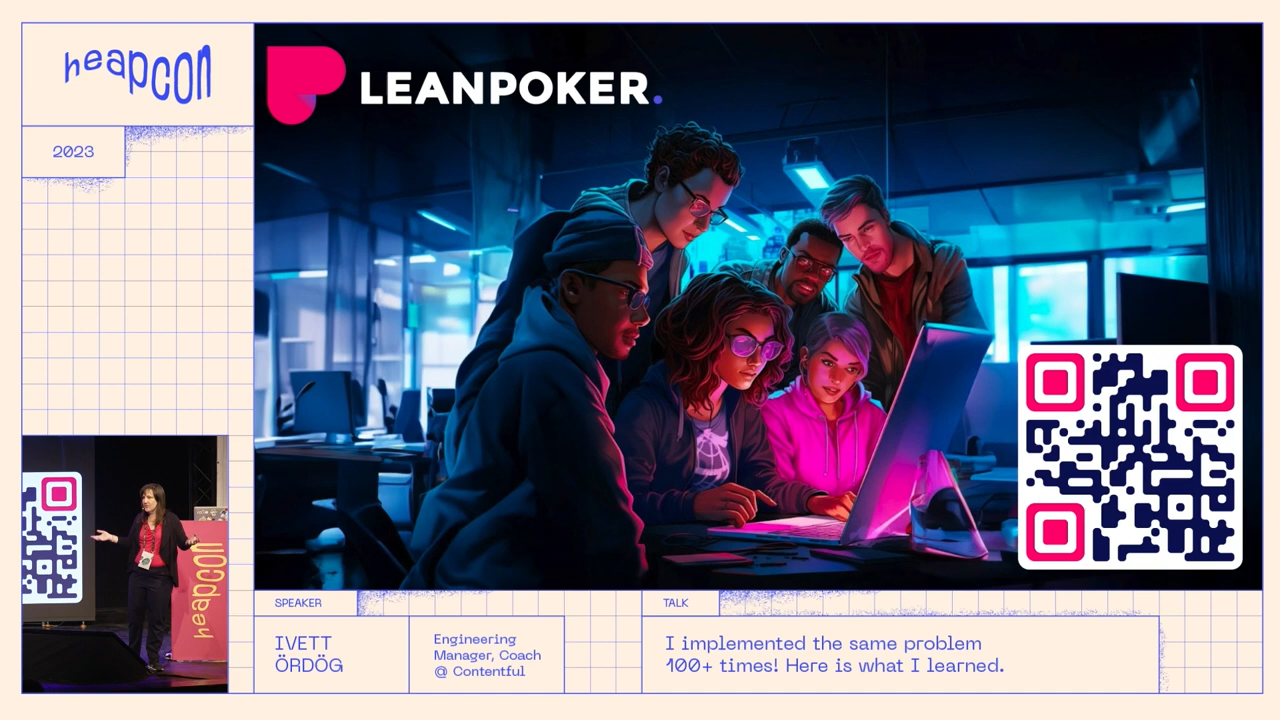 heapcon
2023
LEANPOKER.
heapcon
SPEAKER
IVETT
ÖRDÖG
Engineering
Manager, Coach
@ Contentful
TALK
I implemented the same problem
100+ times! Here is what I learned.